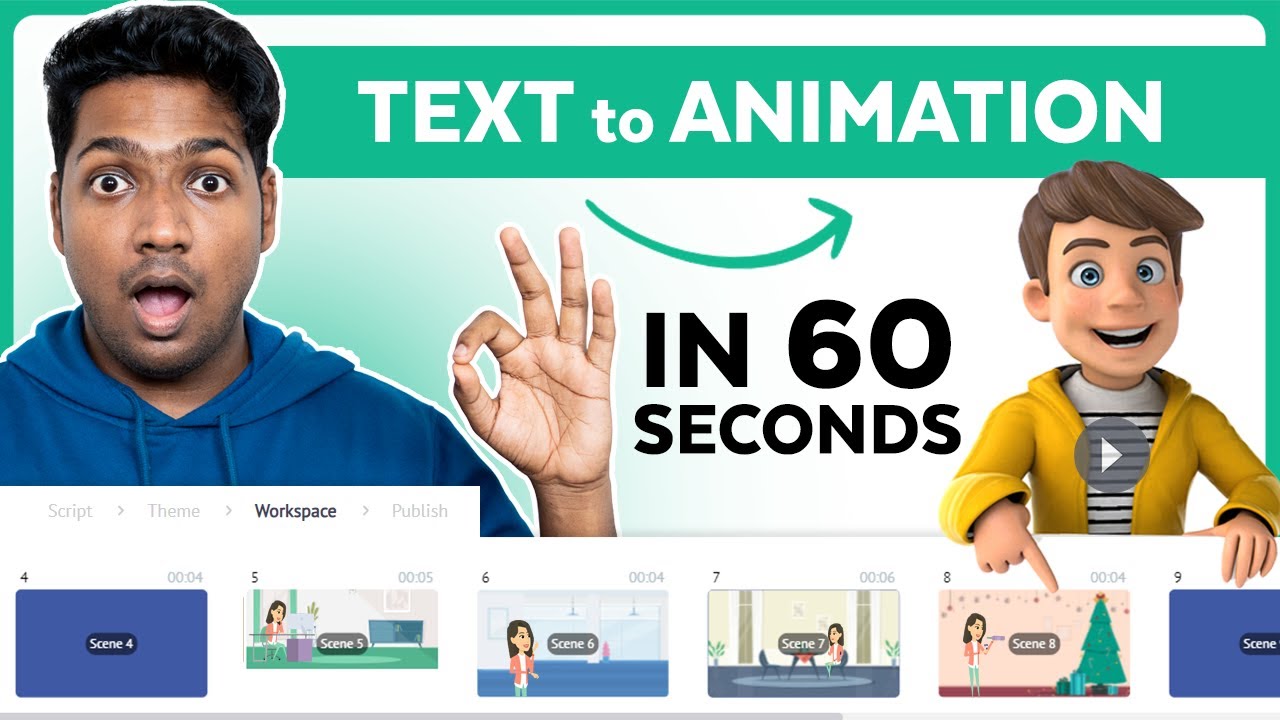 TEXT to ANIMATION
IN 60
SECONDS
Script > Theme > Workspace > Publish
4 00:04
5 00:05
6 00:04
7 00:06
8 00:04
9
Scene 4
Scene 5
Scene 6
Scene 7
Scene 8
Scene